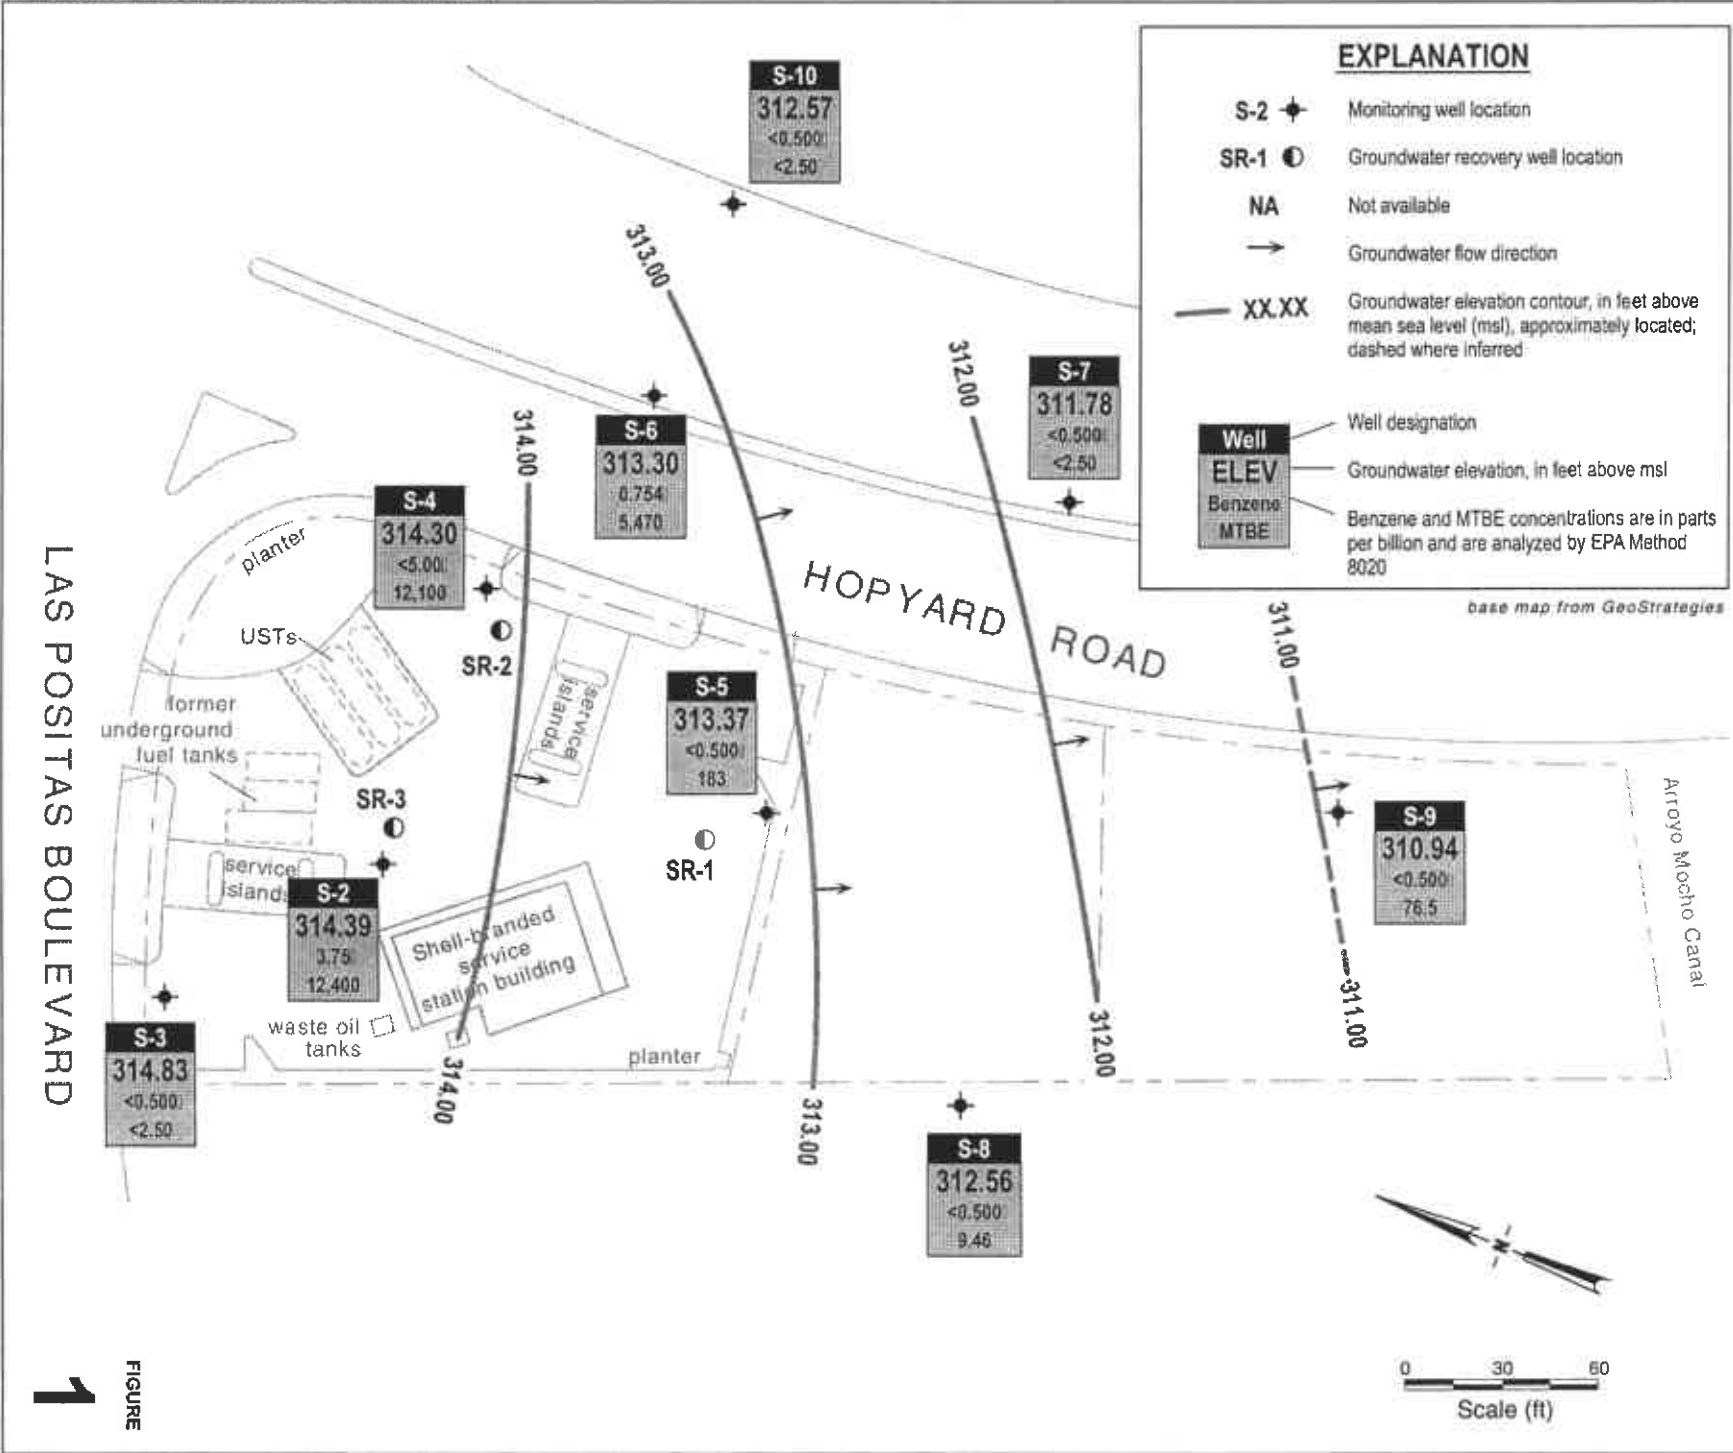 EXPLANATION
S-2 Monitoring well location
SR-1 Groundwater recovery well location
NA Not available
Groundwater flow direction
XX.XX Groundwater elevation contour, in feet above
mean sea level (msl), approximately located;
dashed where inferred
Well
ELEV
Benzene
MTBE
Well designation
Groundwater elevation, in feet above msl
Benzene and MTBE concentrations are in parts
per billion and are analyzed by EPA Method
8020
base map from GeoStrategies
S-10
312.57
<0.500
<2.50
313.00
312.00
S-7
311.78
<0.500
<2.50
314.00
S-6
313.30
0.754
5,470
S-4
314.30
<5.00
12,100
planter
USTs
SR-2
HOPYARD ROAD
311.00
former
underground
fuel tanks
service
islands
S-5
313.37
<0.500
183
SR-3
SR-1
service
islands
S-2
314.39
3.75
12,400
Shell-branded
service
station building
S-9
310.94
<0.500
76.5
Arroyo Mocho Canal
LAS POSITAS BOULEVARD
waste oil
tanks
planter
S-3
314.83
<0.500
<2.50
314.00
313.00
312.00
311.00
S-8
312.56
<0.500
9.46
N
0 30 60
Scale (ft)
FIGURE
1